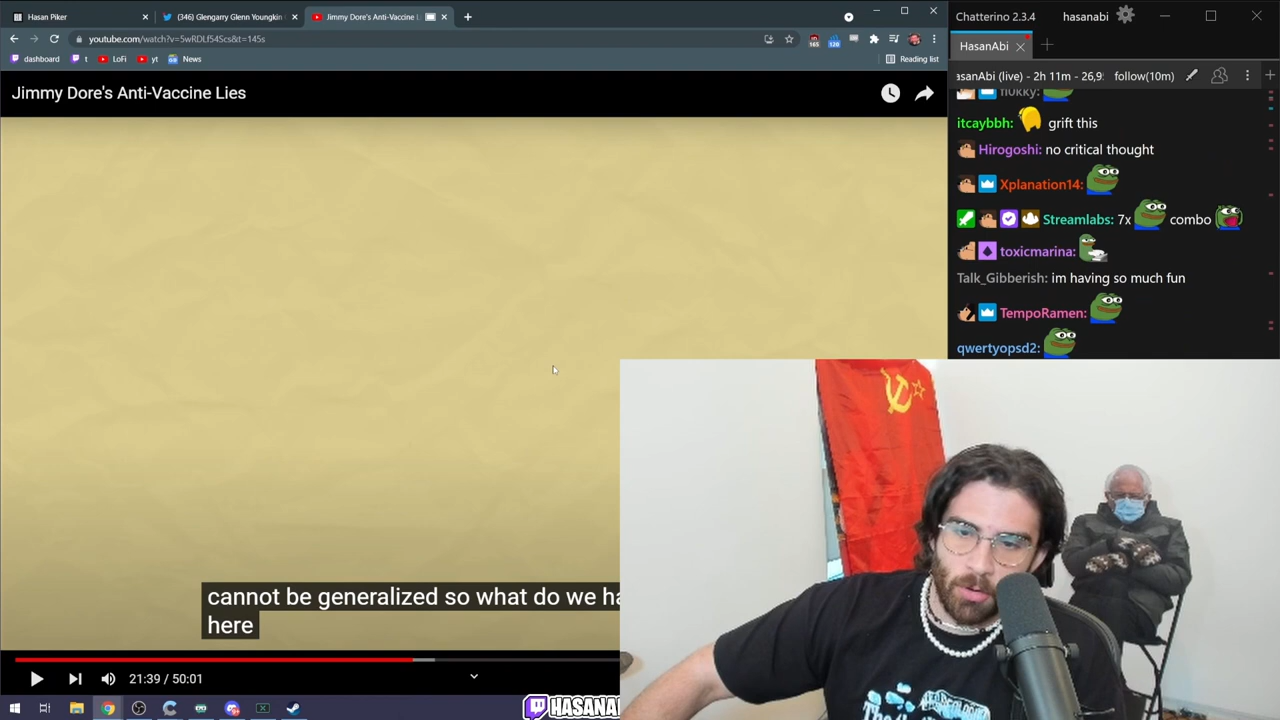 Hasan Piker
(346) Glengarry Glenn Youngkin
Jimmy Dore's Anti-Vaccine L
youtube.com/watch?v=5wRDLf54Scs&t=145s
165
120
dashboard
t
LoFi
yt
News
Reading list
Jimmy Dore's Anti-Vaccine Lies
cannot be generalized so what do we ha
here
21:39 / 50:01
HASANA
Chatterino 2.3.4
hasanabi
HasanAbi
asanAbi (live) - 2h 11m - 26,9
follow(10m)
flukky:
itcaybbh: grift this
Hirogoshi: no critical thought
Xplanation14:
Streamlabs: 7x combo
toxicmarina:
Talk_Gibberish: im having so much fun
TempoRamen:
qwertyopsd2: